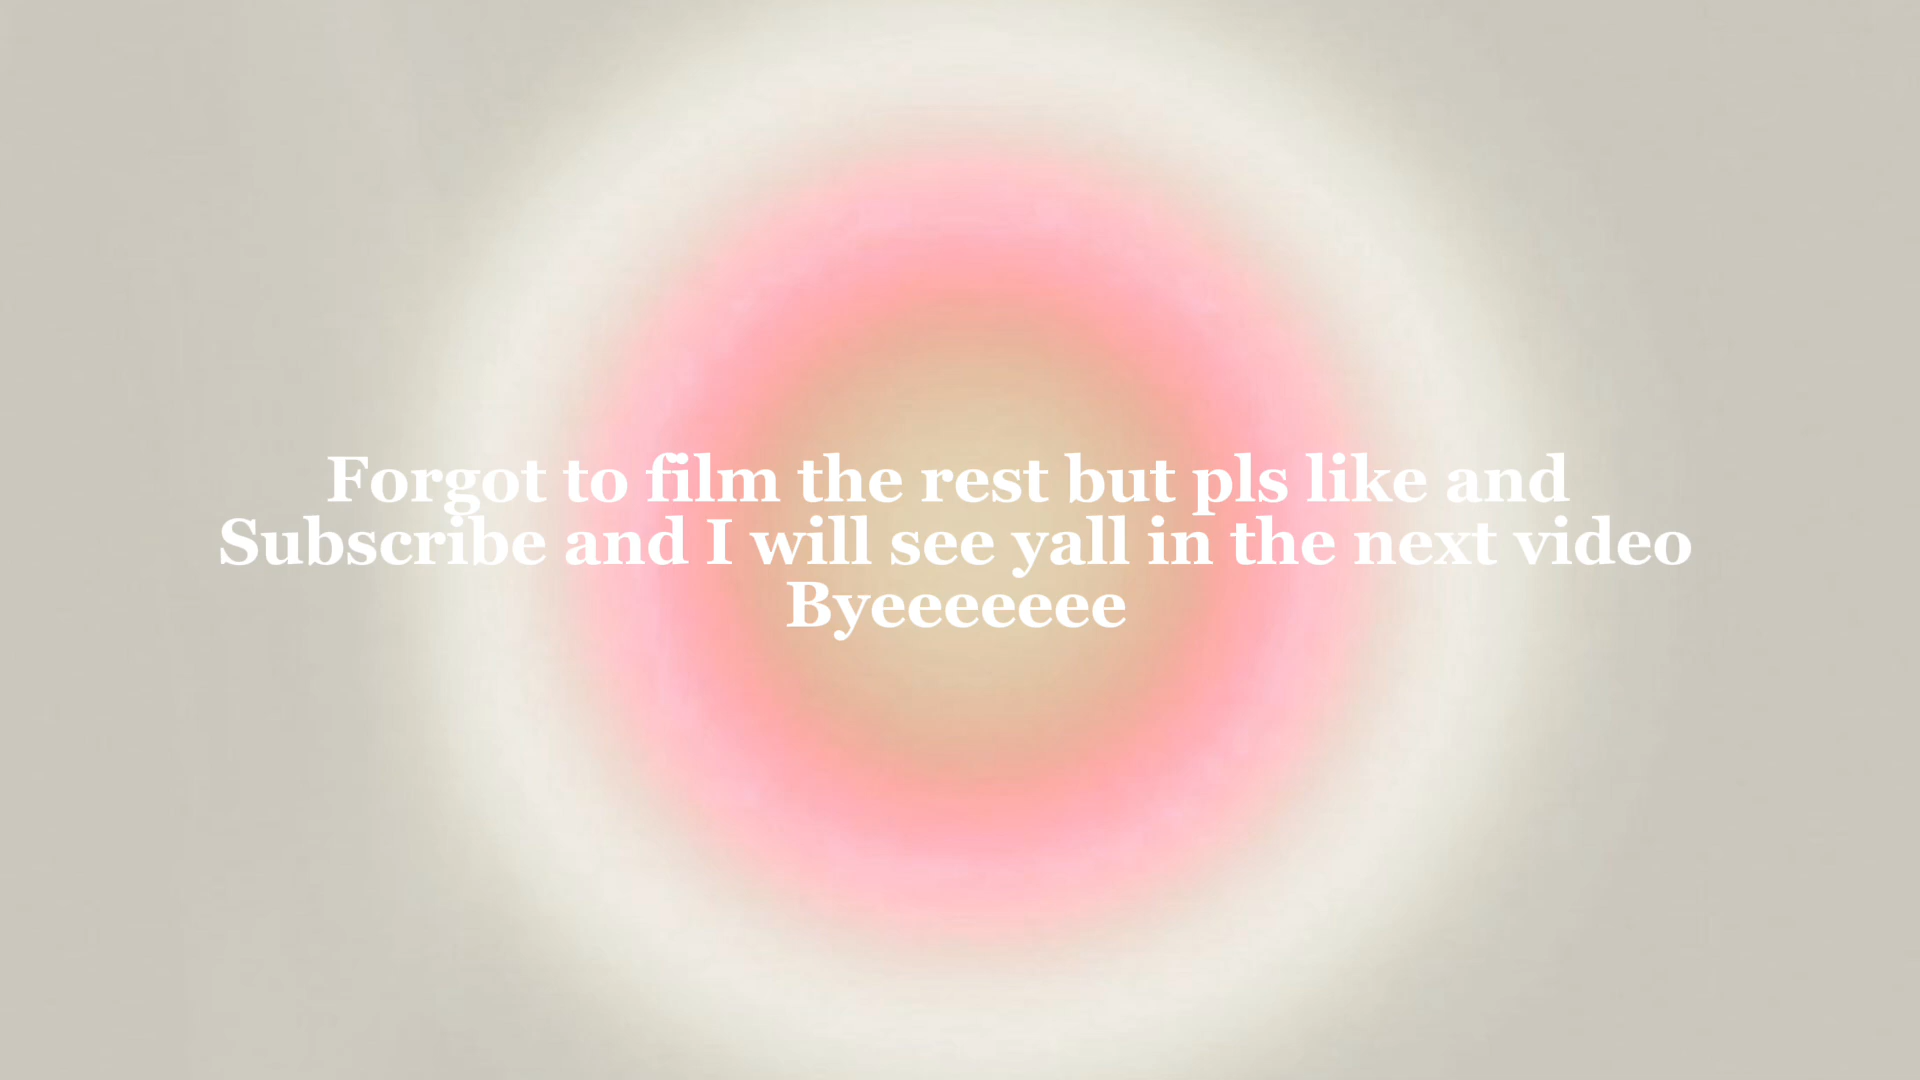 Forgot to film the rest but pls like and
Subscribe and I will see yall in the next video
Byeeeeeee